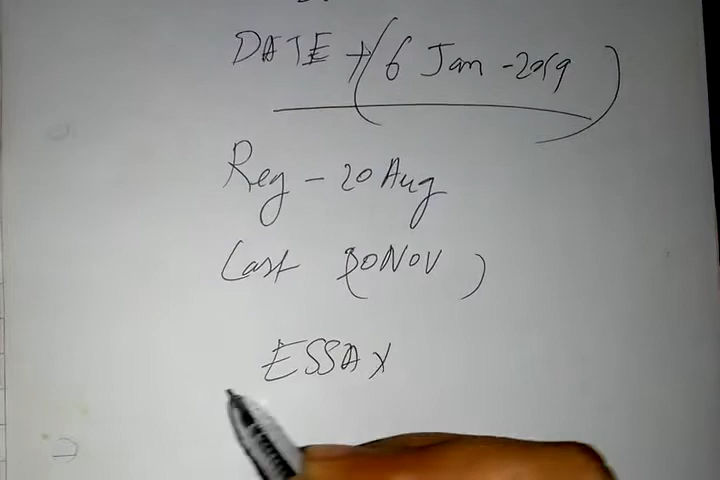 DATE → (6 Jan - 2019)
Reg - 20 Aug
Last (30 NOV)
ESSAY